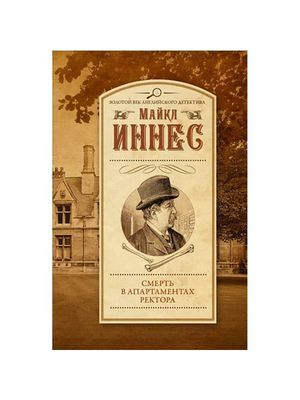 ЗОЛОТОЙ ВЕК АНГЛИЙСКОГО ДЕТЕКТИВА
МАЙКЛ
ИННЕС
СМЕРТЬ
В АПАРТАМЕНТАХ
РЕКТОРА